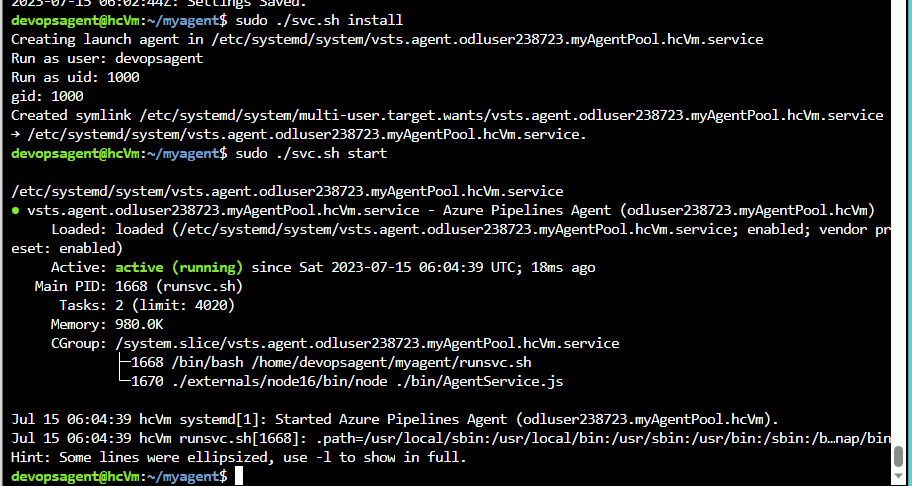 2023-07-15 06:02:44Z: Settings Saved.
devopsagent@hcVm:~/myagent$ sudo ./svc.sh install
Creating launch agent in /etc/systemd/system/vsts.agent.odluser238723.myAgentPool.hcVm.service
Run as user: devopsagent
Run as uid: 1000
gid: 1000
Created symlink /etc/systemd/system/multi-user.target.wants/vsts.agent.odluser238723.myAgentPool.hcVm.service
→ /etc/systemd/system/vsts.agent.odluser238723.myAgentPool.hcVm.service.
devopsagent@hcVm:~/myagent$ sudo ./svc.sh start
/etc/systemd/system/vsts.agent.odluser238723.myAgentPool.hcVm.service
● vsts.agent.odluser238723.myAgentPool.hcVm.service - Azure Pipelines Agent (odluser238723.myAgentPool.hcVm)
Loaded: loaded (/etc/systemd/system/vsts.agent.odluser238723.myAgentPool.hcVm.service; enabled; vendor pr
eset: enabled)
Active: active (running) since Sat 2023-07-15 06:04:39 UTC; 18ms ago
Main PID: 1668 (runsvc.sh)
Tasks: 2 (limit: 4020)
Memory: 980.0K
CGroup: /system.slice/vsts.agent.odluser238723.myAgentPool.hcVm.service
├─1668 /bin/bash /home/devopsagent/myagent/runsvc.sh
└─1670 ./externals/node16/bin/node ./bin/AgentService.js
Jul 15 06:04:39 hcVm systemd[1]: Started Azure Pipelines Agent (odluser238723.myAgentPool.hcVm).
Jul 15 06:04:39 hcVm runsvc.sh[1668]: .path=/usr/local/sbin:/usr/local/bin:/usr/sbin:/usr/bin:/sbin:/b…nap/bin
Hint: Some lines were ellipsized, use -l to show in full.
devopsagent@hcVm:~/myagent$